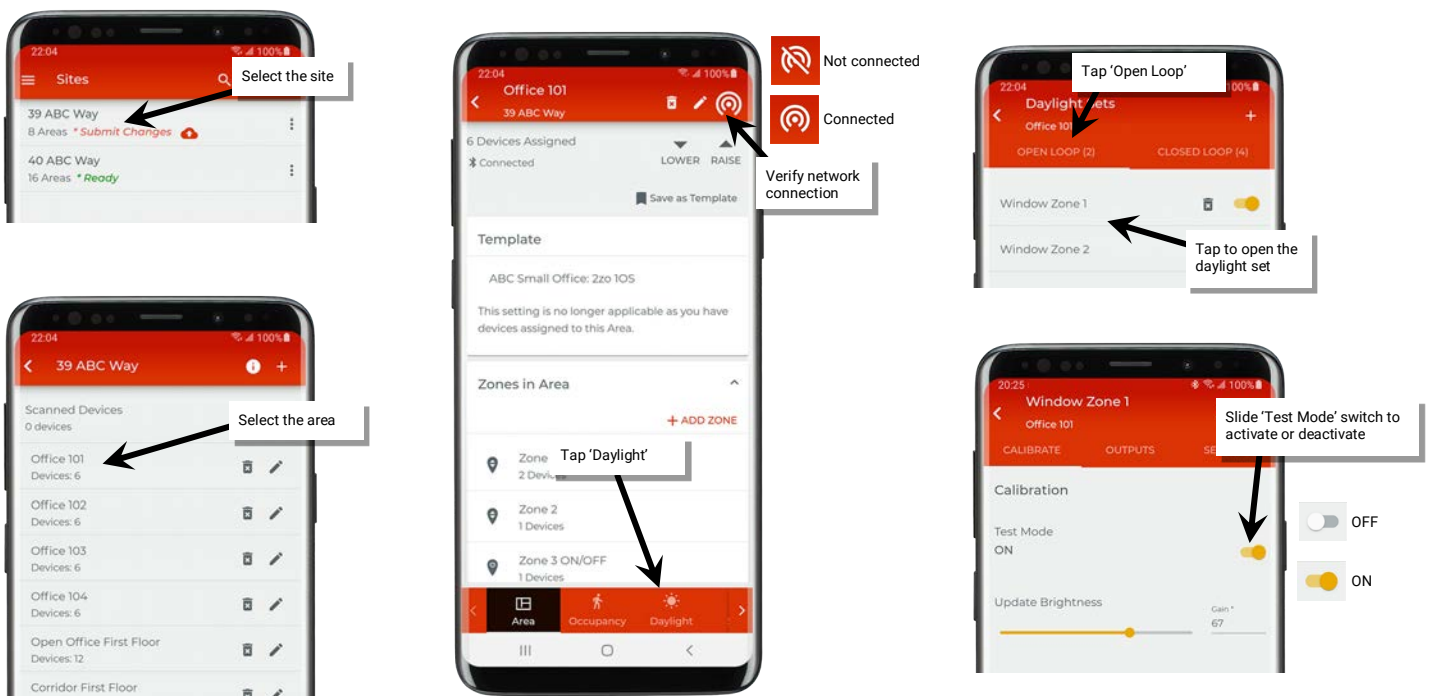 22:04
100%
Sites
Select the site
39 ABC Way
8 Areas * Submit Changes
40 ABC Way
16 Areas * Ready
22:04
100%
39 ABC Way
Scanned Devices
0 devices
Select the area
Office 101
Devices: 6
Office 102
Devices: 6
Office 103
Devices: 6
Office 104
Devices: 6
Open Office First Floor
Devices: 12
Corridor First Floor
22:04
100%
Office 101
39 ABC Way
Not connected
Connected
6 Devices Assigned
Connected
LOWER RAISE
Verify network
connection
Save as Template
Template
ABC Small Office: 2zo 1OS
This setting is no longer applicable as you have
devices assigned to this Area.
Zones in Area
+ ADD ZONE
Zone
2 Devices
Tap ‘Daylight’
Zone 2
1 Devices
Zone 3 ON/OFF
1 Devices
Area
Occupancy
Daylight
22:04
100%
Tap ‘Open Loop’
Daylight Sets
Office 101
OPEN LOOP (2)
CLOSED LOOP (4)
Window Zone 1
Window Zone 2
Tap to open the
daylight set
20:25
100%
Window Zone 1
Office 101
Slide ‘Test Mode’ switch to
activate or deactivate
CALIBRATE
OUTPUTS
Calibration
Test Mode
ON
OFF
ON
Update Brightness
Gain *
67